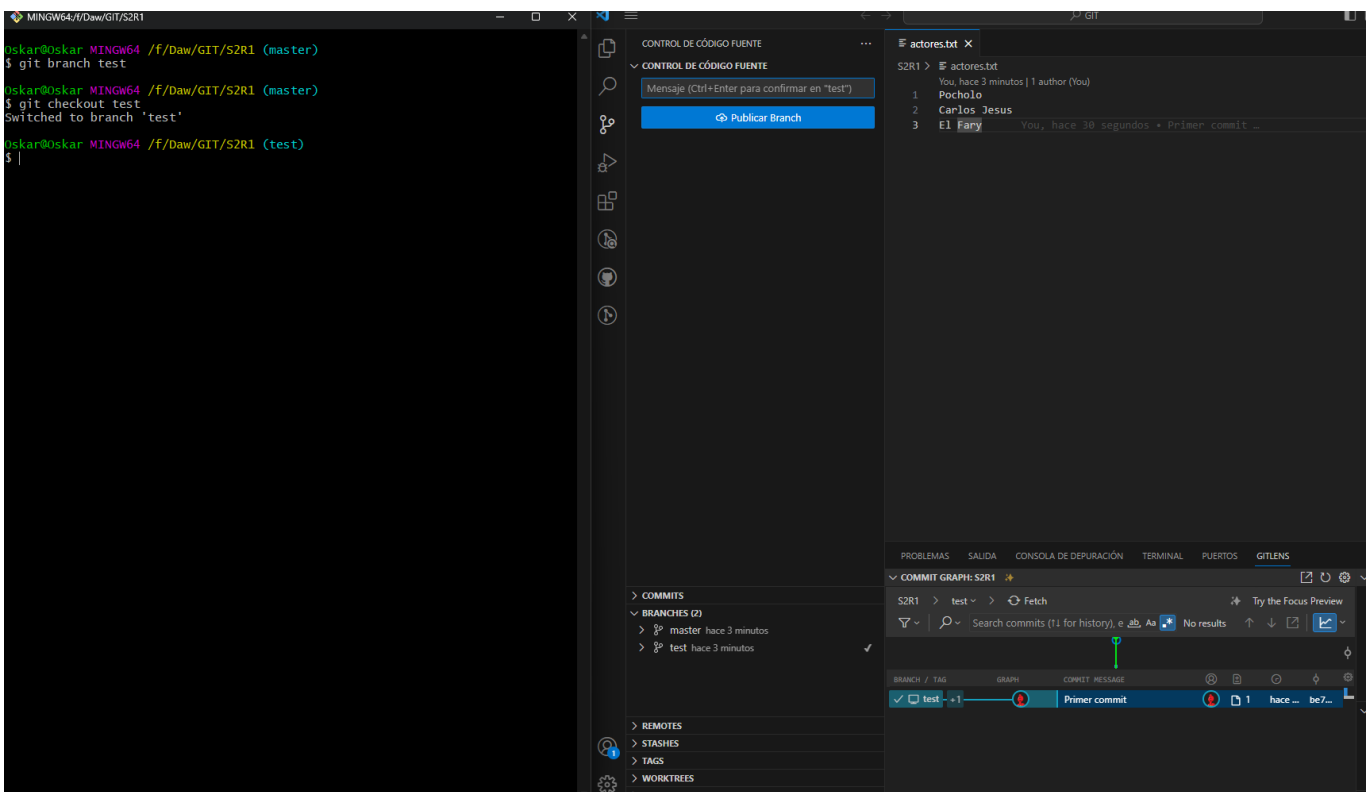 MINGW64:/f/Daw/GIT/S2R1
Oskar@Oskar MINGW64 /f/Daw/GIT/S2R1 (master)
$ git branch test
Oskar@Oskar MINGW64 /f/Daw/GIT/S2R1 (master)
$ git checkout test
Switched to branch 'test'
Oskar@Oskar MINGW64 /f/Daw/GIT/S2R1 (test)
$
CONTROL DE CÓDIGO FUENTE
CONTROL DE CÓDIGO FUENTE
Mensaje (Ctrl+Enter para confirmar en "test")
Publicar Branch
COMMITS
BRANCHES (2)
master hace 3 minutos
test hace 3 minutos
REMOTES
STASHES
TAGS
WORKTREES
1
GIT
actores.txt
S2R1 > actores.txt
You, hace 3 minutos | 1 author (You)
1 Pocholo
2 Carlos Jesus
3 El Fary You, hace 30 segundos • Primer commit …
PROBLEMAS SALIDA CONSOLA DE DEPURACIÓN TERMINAL PUERTOS GITLENS
COMMIT GRAPH: S2R1
S2R1 > test > Fetch Try the Focus Preview
Search commits (↑↓ for history), e ab, Aa .* No results
BRANCH / TAG GRAPH COMMIT MESSAGE
test +1 Primer commit 1 hace ... be7...